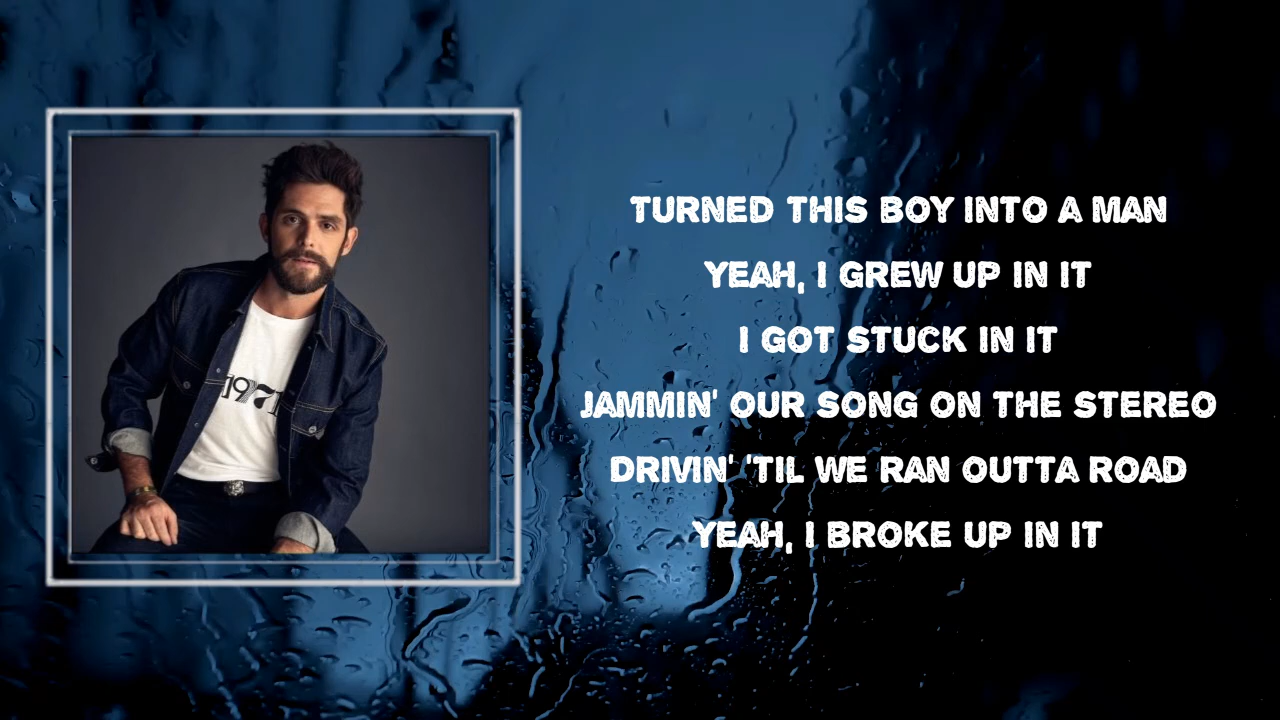 TURNED THIS BOY INTO A MAN
YEAH, I GREW UP IN IT
I GOT STUCK IN IT
JAMMIN' OUR SONG ON THE STEREO
DRIVIN' 'TIL WE RAN OUTTA ROAD
YEAH, I BROKE UP IN IT
1971